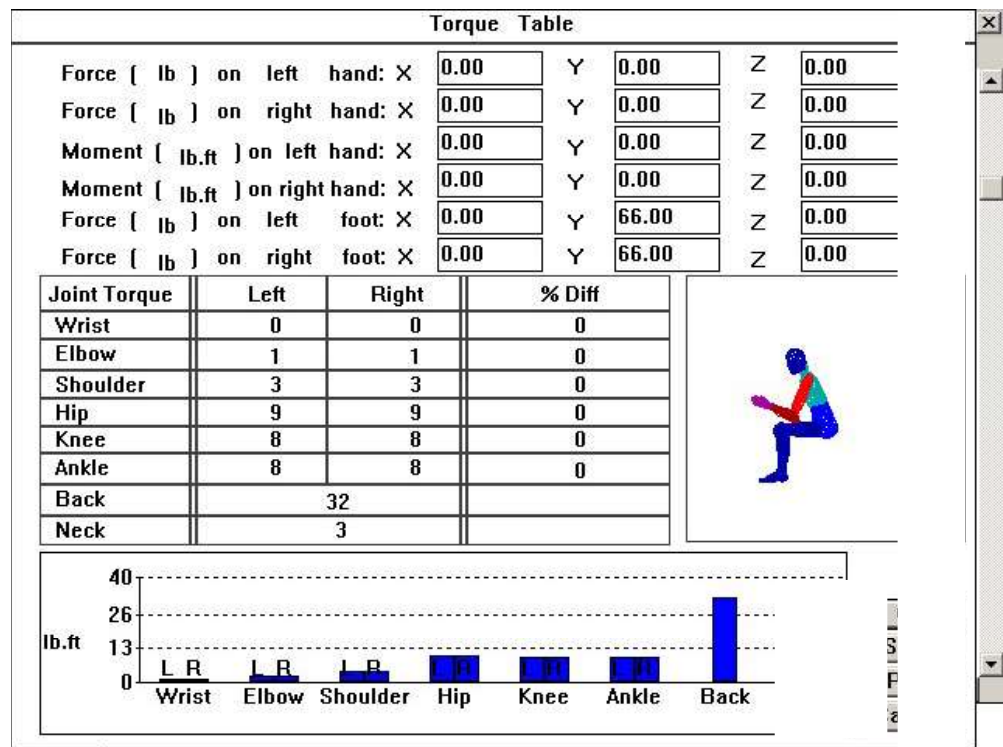 Torque Table
Force ( lb ) on left hand: X 0.00 Y 0.00 Z 0.00
Force ( lb ) on right hand: X 0.00 Y 0.00 Z 0.00
Moment ( lb.ft ) on left hand: X 0.00 Y 0.00 Z 0.00
Moment ( lb.ft ) on right hand: X 0.00 Y 0.00 Z 0.00
Force ( lb ) on left foot: X 0.00 Y 66.00 Z 0.00
Force ( lb ) on right foot: X 0.00 Y 66.00 Z 0.00
Joint Torque Left Right % Diff
Wrist 0 0 0
Elbow 1 1 0
Shoulder 3 3 0
Hip 9 9 0
Knee 8 8 0
Ankle 8 8 0
Back 32
Neck 3
40
26
lb.ft 13
0 L R L R L R L R L R L R
Wrist Elbow Shoulder Hip Knee Ankle Back